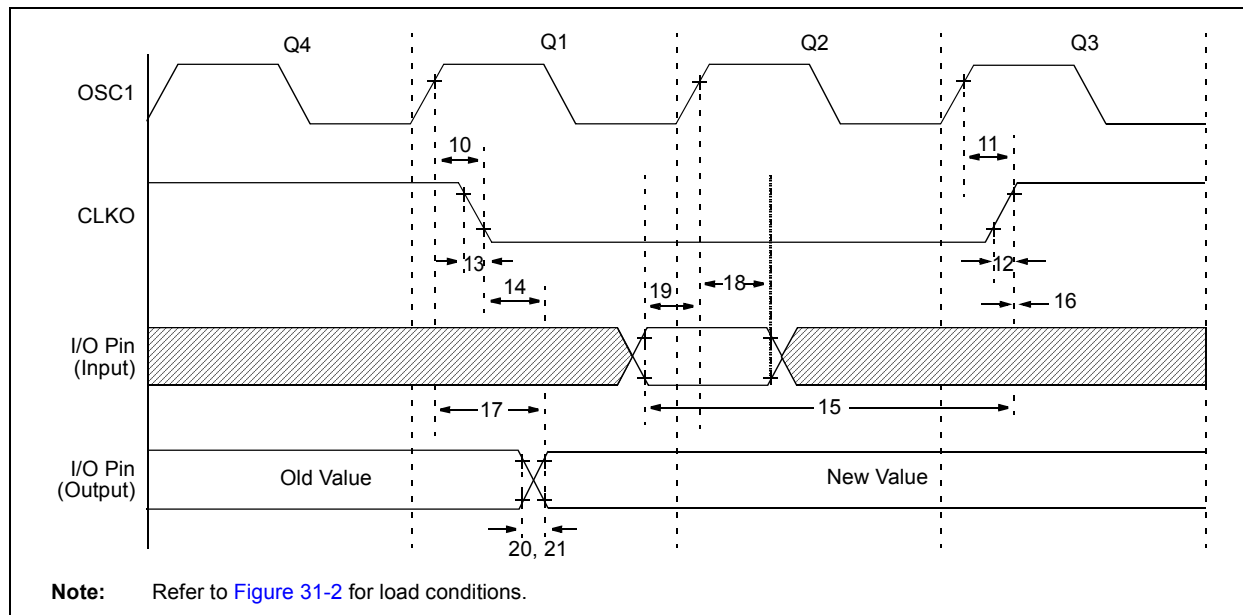 Q4 Q1 Q2 Q3
OSC1
10 11
CLKO
13 12
14 19 18 16
I/O Pin
(Input)
17 15
I/O Pin
(Output)
Old Value New Value
20, 21
Note: Refer to Figure 31-2 for load conditions.